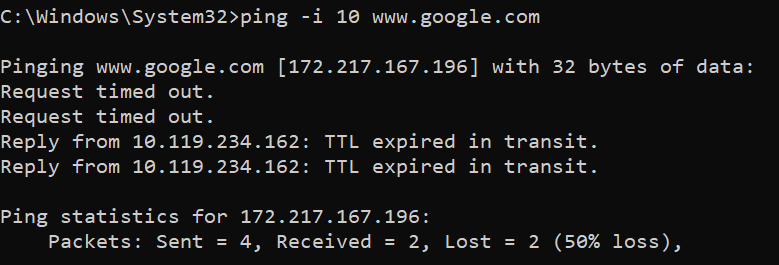 C:\Windows\System32>ping -i 10 www.google.com
Pinging www.google.com [172.217.167.196] with 32 bytes of data:
Request timed out.
Request timed out.
Reply from 10.119.234.162: TTL expired in transit.
Reply from 10.119.234.162: TTL expired in transit.
Ping statistics for 172.217.167.196:
    Packets: Sent = 4, Received = 2, Lost = 2 (50% loss),